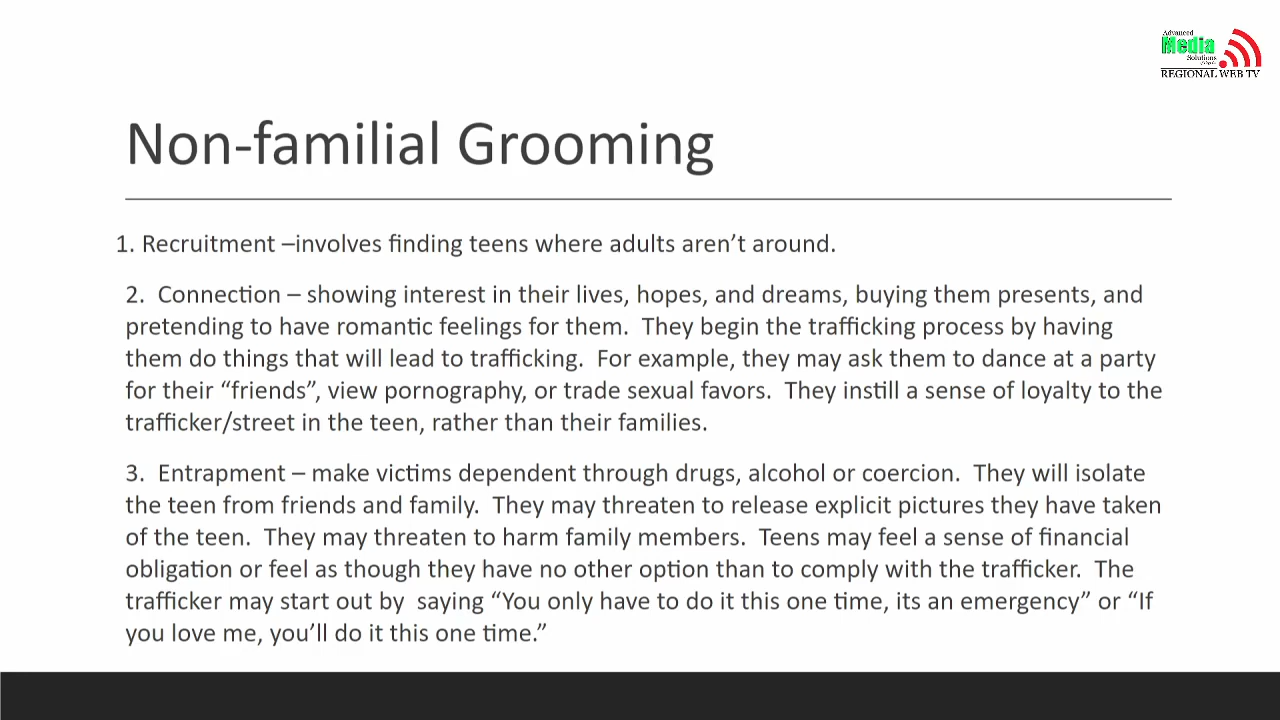 Advanced
Media
Solutions
REGIONAL WEB TV
Non-familial Grooming
1. Recruitment –involves finding teens where adults aren’t around.
2.  Connection – showing interest in their lives, hopes, and dreams, buying them presents, and
pretending to have romantic feelings for them.  They begin the trafficking process by having
them do things that will lead to trafficking.  For example, they may ask them to dance at a party
for their “friends”, view pornography, or trade sexual favors.  They instill a sense of loyalty to the
trafficker/street in the teen, rather than their families.
3.  Entrapment – make victims dependent through drugs, alcohol or coercion.  They will isolate
the teen from friends and family.  They may threaten to release explicit pictures they have taken
of the teen.  They may threaten to harm family members.  Teens may feel a sense of financial
obligation or feel as though they have no other option than to comply with the trafficker.  The
trafficker may start out by  saying “You only have to do it this one time, its an emergency” or “If
you love me, you’ll do it this one time.”